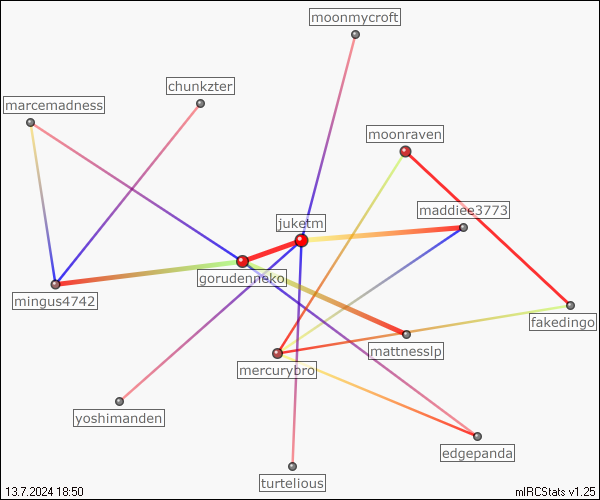 moonmycroft
chunkzter
marcemadness
moonraven
maddiee3773
juketm
gorudenneko
mingus4742
fakedingo
mattnesslp
mercurybro
yoshimanden
edgepanda
turtelious
13.7.2024 18:50
mIRCStats v1.25